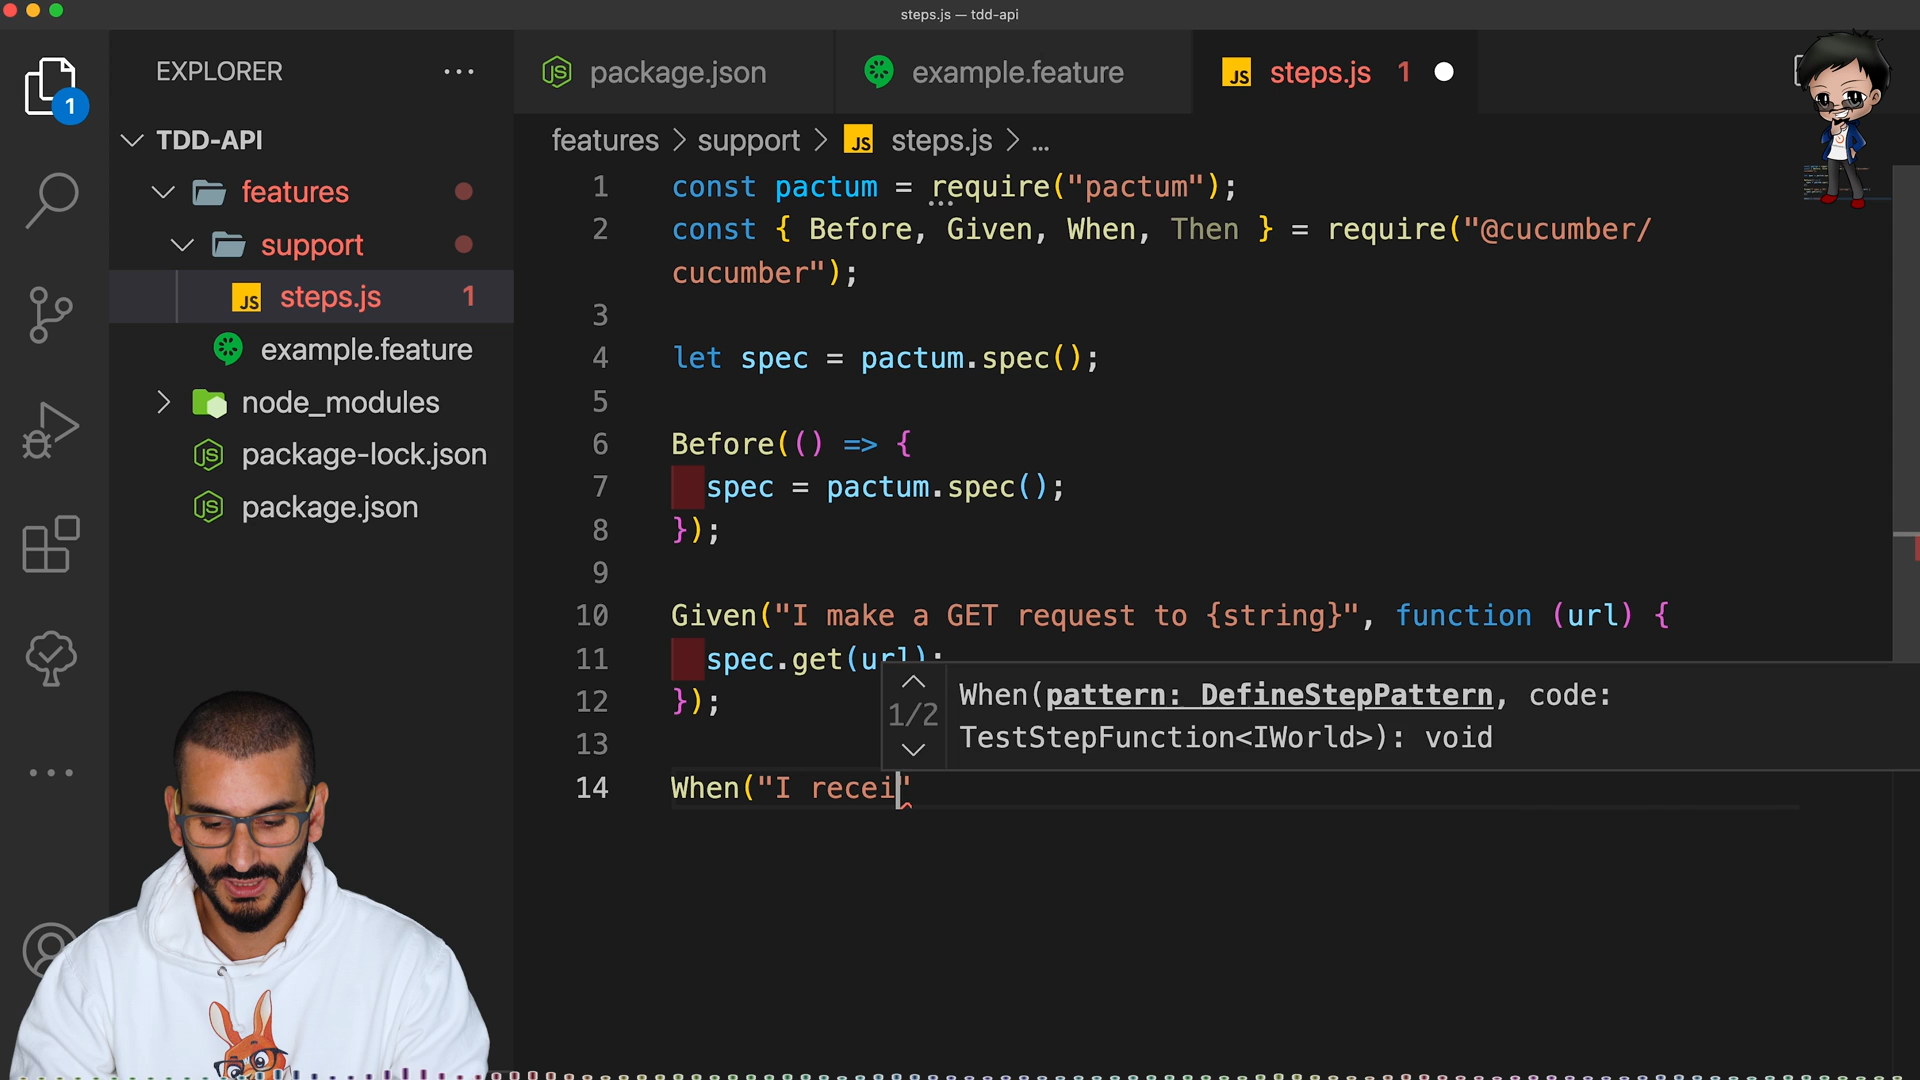 steps.js — tdd-api
EXPLORER
package.json
example.feature
JS steps.js 1
1
TDD-API
features
support
JS steps.js 1
example.feature
node_modules
package-lock.json
package.json
features > support > JS steps.js > ...
1 const pactum = require("pactum");
2 const { Before, Given, When, Then } = require("@cucumber/
cucumber");
3
4 let spec = pactum.spec();
5
6 Before(() => {
7 spec = pactum.spec();
8 });
9
10 Given("I make a GET request to {string}", function (url) {
11 spec.get(url);
12 });
13
1/2
When(pattern: DefineStepPattern, code:
TestStepFunction<IWorld>): void
14 When("I recei"